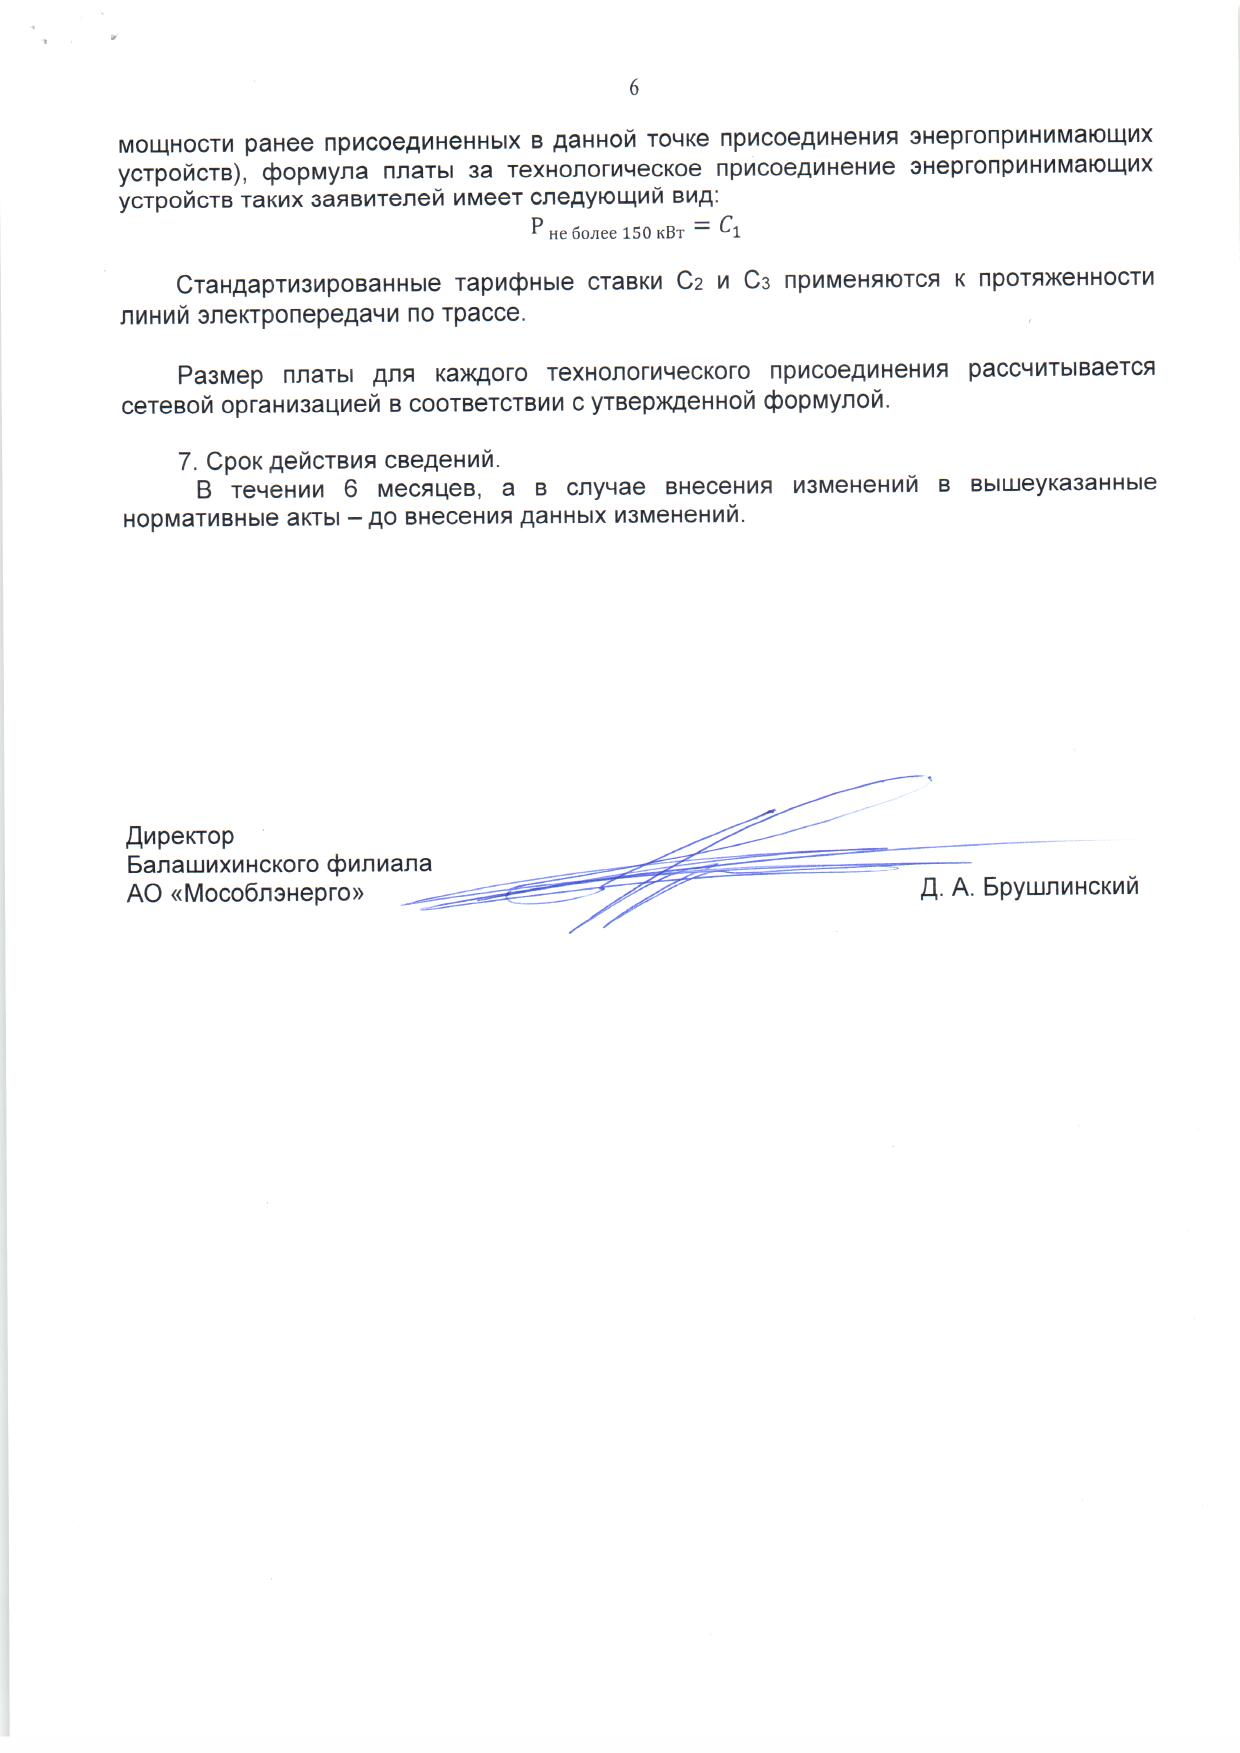 6
мощности ранее присоединенных в данной точке присоединения энергопринимающих
устройств), формула платы за технологическое присоединение энергопринимающих
устройств таких заявителей имеет следующий вид:
P не более 150 кВт = C1
Стандартизированные тарифные ставки С2 и С3 применяются к протяженности
линий электропередачи по трассе.
Размер платы для каждого технологического присоединения рассчитывается
сетевой организацией в соответствии с утвержденной формулой.
7. Срок действия сведений.
В течении 6 месяцев, а в случае внесения изменений в вышеуказанные
нормативные акты – до внесения данных изменений.
Директор
Балашихинского филиала
АО «Мособлэнерго»
Д. А. Брушлинский